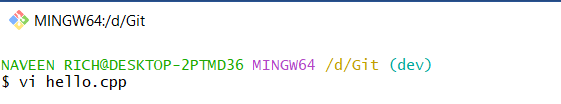 MINGW64:/d/Git
NAVEEN RICH@DESKTOP-2PTMD36 MINGW64 /d/Git (dev)
$ vi hello.cpp